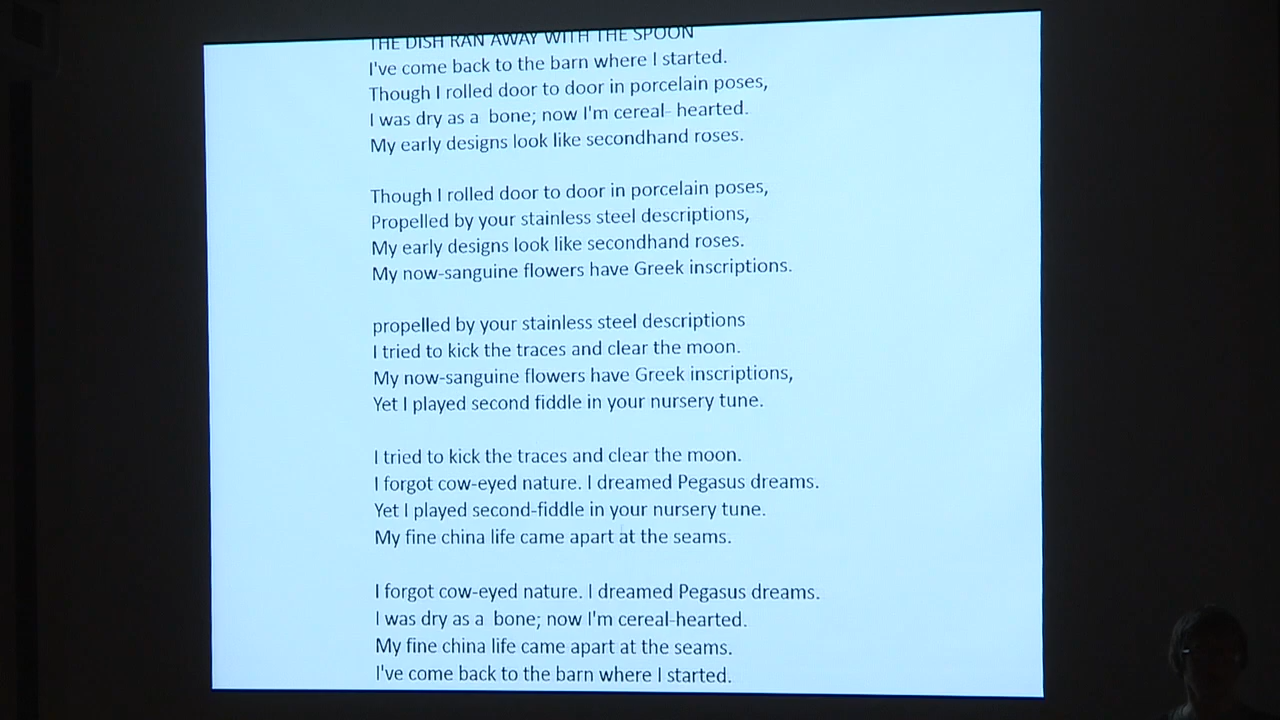 THE DISH RAN AWAY WITH THE SPOON
I've come back to the barn where I started.
Though I rolled door to door in porcelain poses,
I was dry as a  bone; now I'm cereal- hearted.
My early designs look like secondhand roses.

Though I rolled door to door in porcelain poses,
Propelled by your stainless steel descriptions,
My early designs look like secondhand roses.
My now-sanguine flowers have Greek inscriptions.

propelled by your stainless steel descriptions
I tried to kick the traces and clear the moon.
My now-sanguine flowers have Greek inscriptions,
Yet I played second fiddle in your nursery tune.

I tried to kick the traces and clear the moon.
I forgot cow-eyed nature. I dreamed Pegasus dreams.
Yet I played second-fiddle in your nursery tune.
My fine china life came apart at the seams.

I forgot cow-eyed nature. I dreamed Pegasus dreams.
I was dry as a  bone; now I'm cereal-hearted.
My fine china life came apart at the seams.
I've come back to the barn where I started.